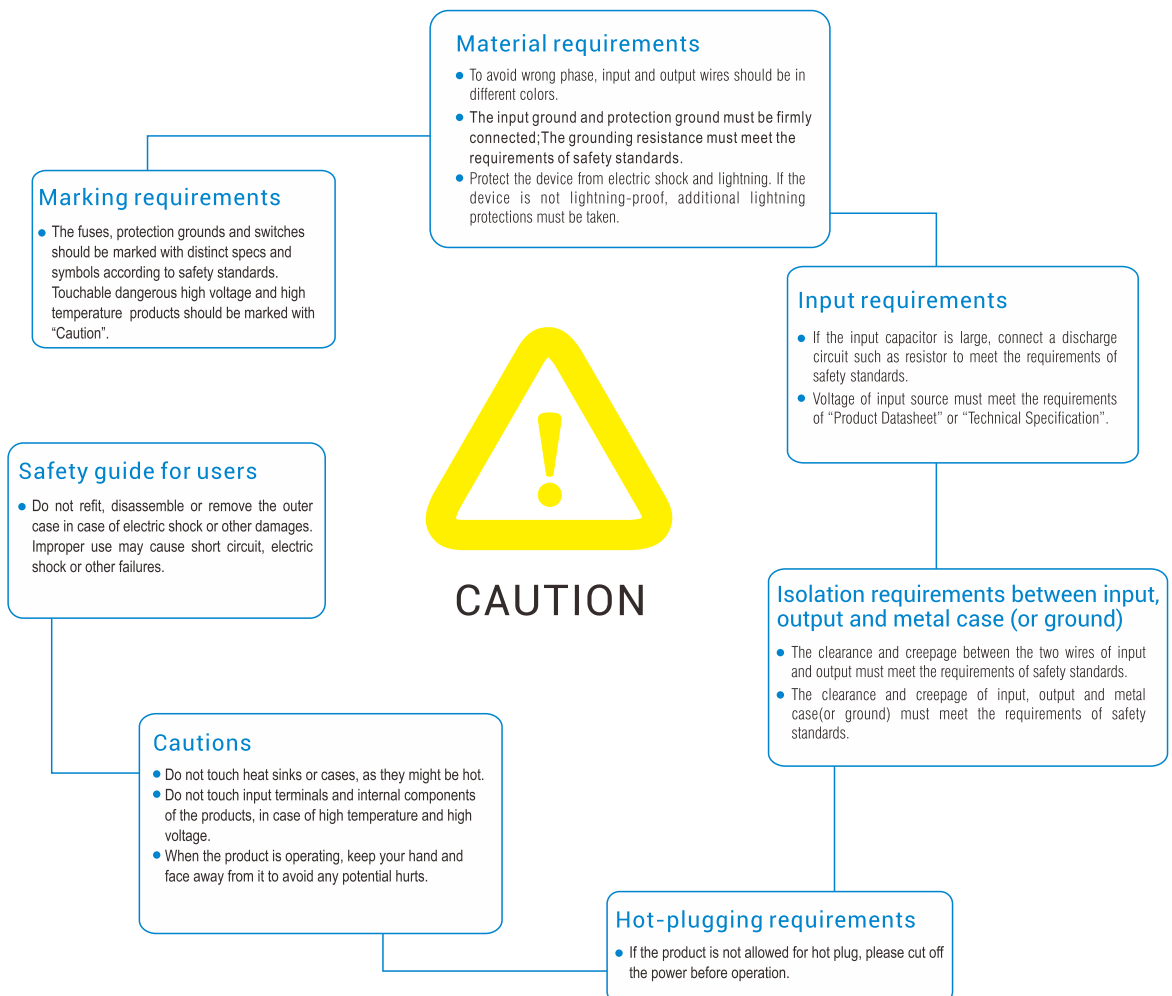 Material requirements
To avoid wrong phase, input and output wires should be in
different colors.
The input ground and protection ground must be firmly
connected;The grounding resistance must meet the
requirements of safety standards.
Protect the device from electric shock and lightning. If the
device is not lightning-proof, additional lightning
protections must be taken.
Marking requirements
The fuses, protection grounds and switches
should be marked with distinct specs and
symbols according to safety standards.
Touchable dangerous high voltage and high
temperature products should be marked with
“Caution”.
Input requirements
If the input capacitor is large, connect a discharge
circuit such as resistor to meet the requirements of
safety standards.
Voltage of input source must meet the requirements
of “Product Datasheet” or “Technical Specification”.
Safety guide for users
Do not refit, disassemble or remove the outer
case in case of electric shock or other damages.
Improper use may cause short circuit, electric
shock or other failures.
CAUTION
Isolation requirements between input,
output and metal case (or ground)
The clearance and creepage between the two wires of input
and output must meet the requirements of safety standards.
The clearance and creepage of input, output and metal
case(or ground) must meet the requirements of safety
standards.
Cautions
Do not touch heat sinks or cases, as they might be hot.
Do not touch input terminals and internal components
of the products, in case of high temperature and high
voltage.
When the product is operating, keep your hand and
face away from it to avoid any potential hurts.
Hot-plugging requirements
If the product is not allowed for hot plug, please cut off
the power before operation.